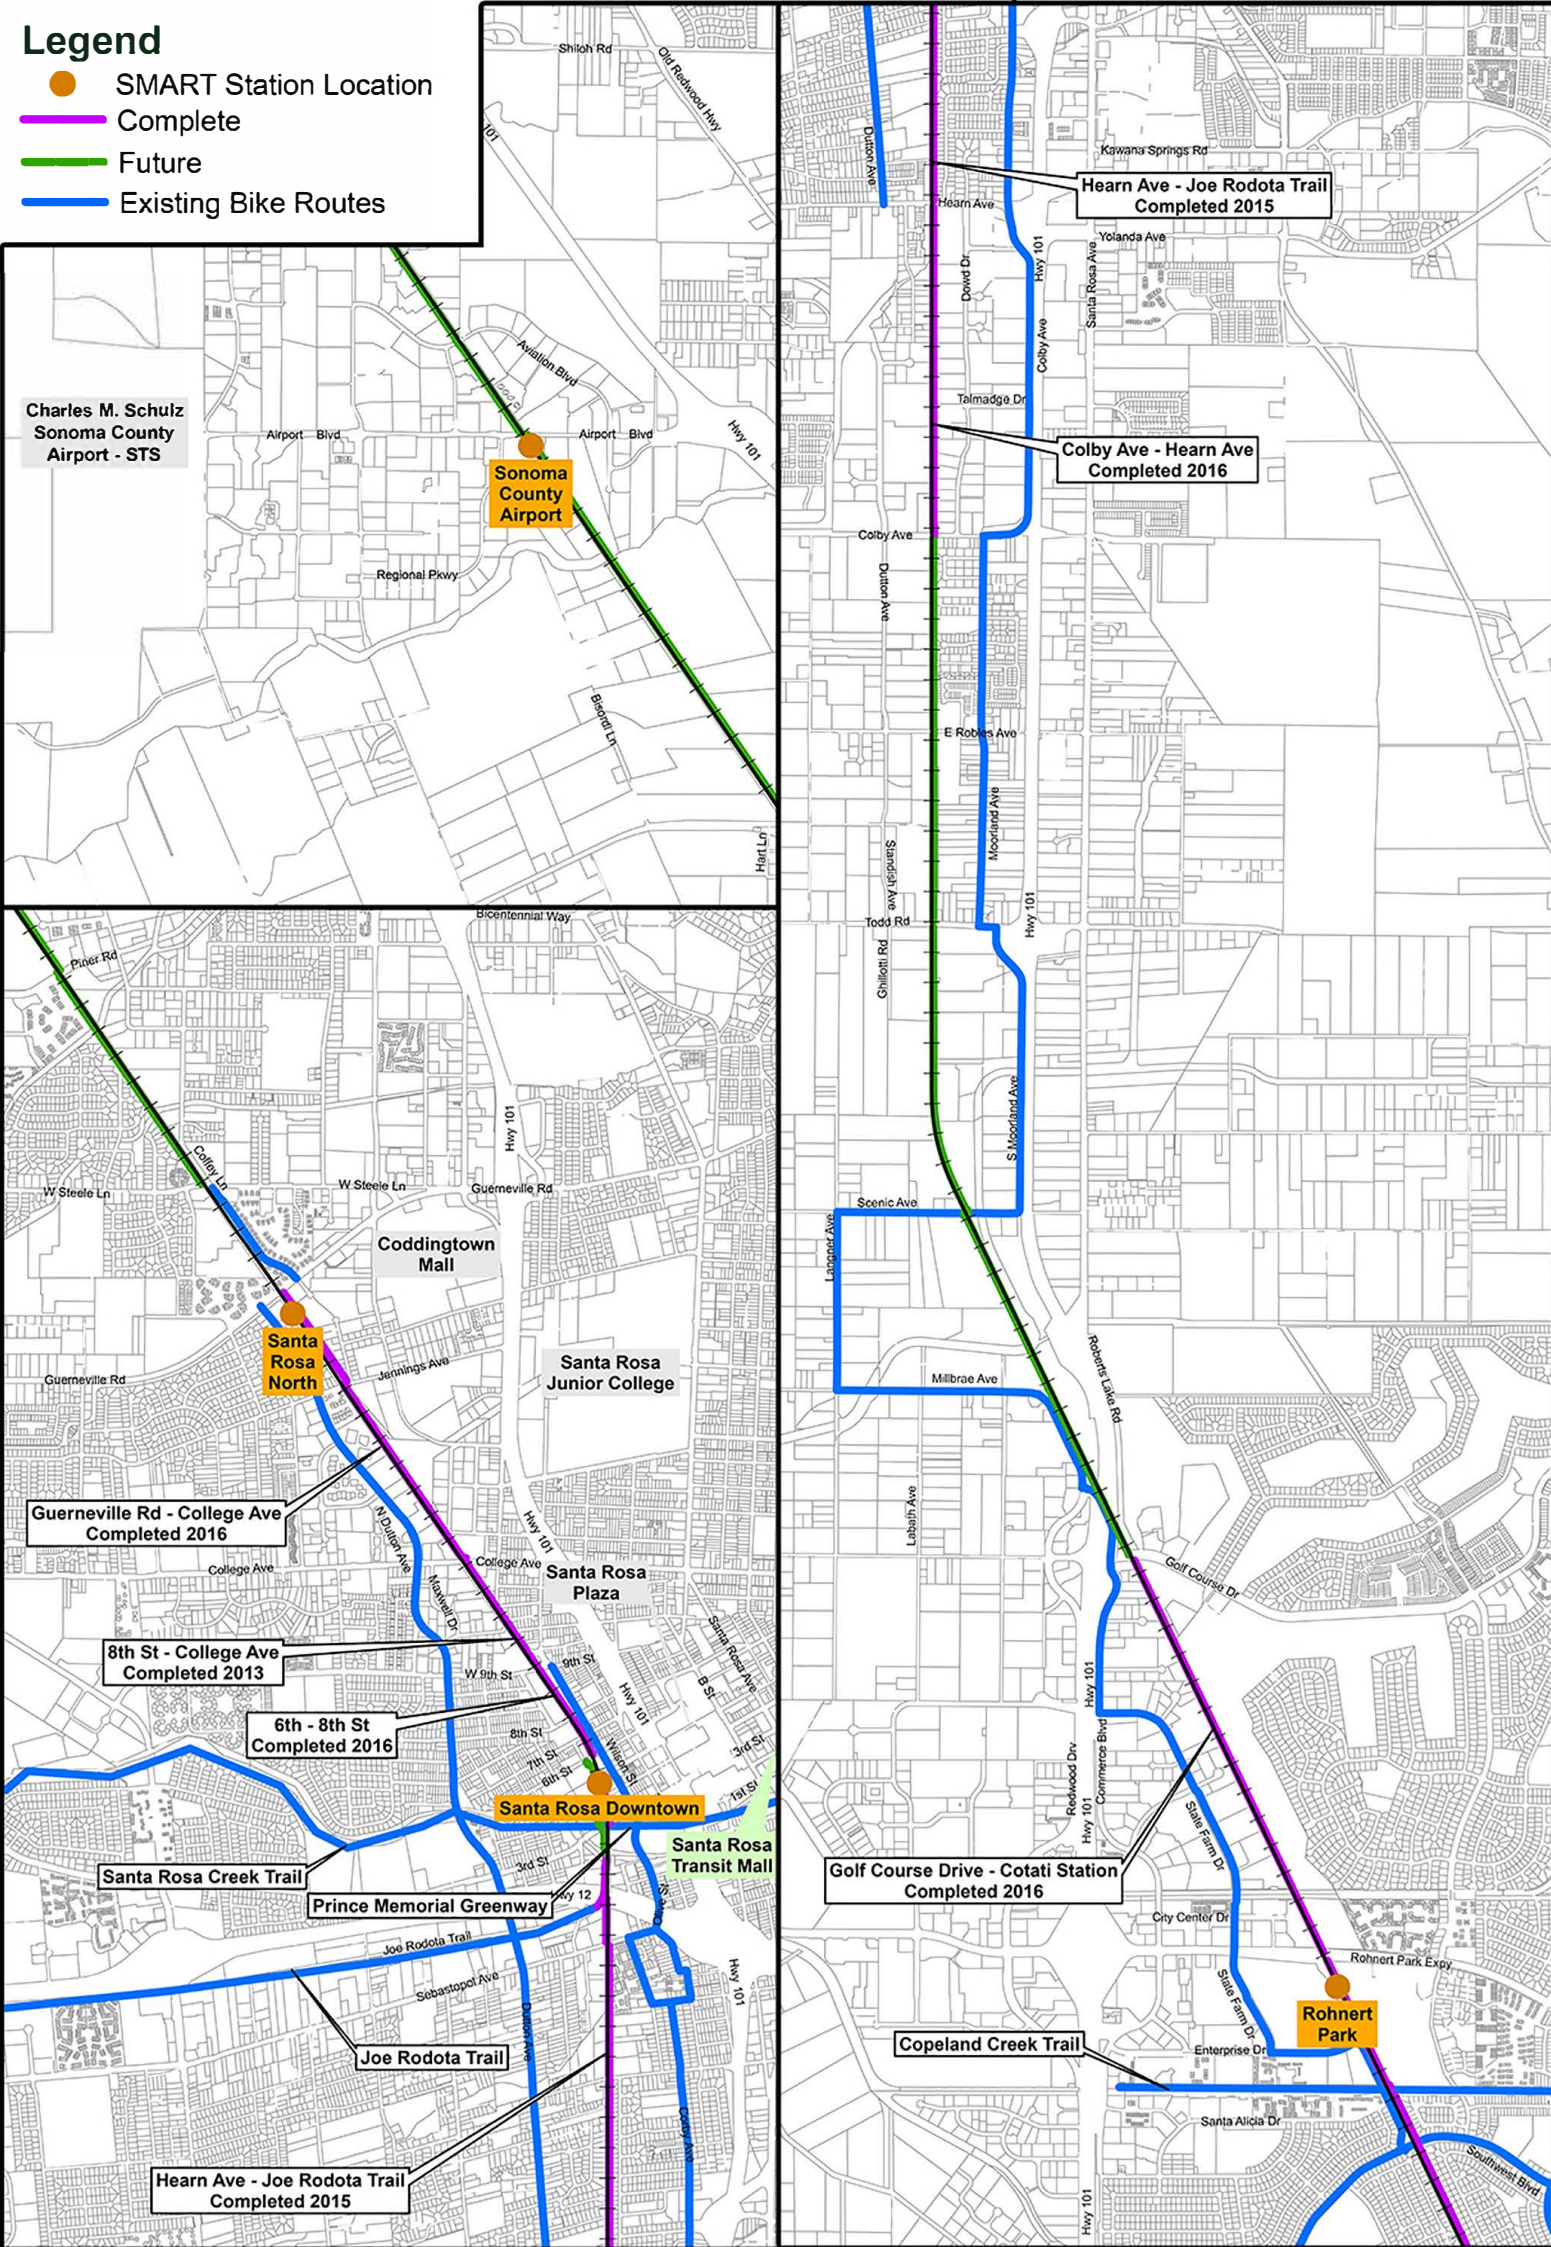 Legend
SMART Station Location
Complete
Future
Existing Bike Routes
Shiloh Rd
Old Redwood Hwy
101
Aviation Blvd
Charles M. Schulz
Sonoma County
Airport - STS
Airport Blvd
Airport Blvd
Hwy 101
Sonoma
County
Airport
Regional Pkwy
Bisordi Ln
Hart Ln
Bicentennial Way
Piner Rd
Hwy 101
Coffey Ln
W Steele Ln
W Steele Ln
Guerneville Rd
Coddingtown
Mall
Santa
Rosa
North
Guerneville Rd
Jennings Ave
Santa Rosa
Junior College
Guerneville Rd - College Ave
Completed 2016
N Dutton Ave
Hwy 101
College Ave
College Ave
Santa Rosa
Plaza
Maxwell Dr
8th St - College Ave
Completed 2013
W 9th St
9th St
Santa Rosa Ave
B St
Hwy 101
6th - 8th St
Completed 2016
8th St
7th St
6th St
Wilson St
3rd St
1st St
Santa Rosa Downtown
Santa Rosa
Transit Mall
3rd St
Santa Rosa Creek Trail
Prince Memorial Greenway
wy 12
Olive St
Joe Rodota Trail
Sebastopol Ave
Hwy 101
Dutton Ave
Joe Rodota Trail
Corby Ave
Hearn Ave - Joe Rodota Trail
Completed 2015
Dutton Ave
Kawana Springs Rd
Hearn Ave - Joe Rodota Trail
Completed 2015
Hearn Ave
Yolanda Ave
Dowd Dr
Hwy 101
Santa Rosa Ave
Colby Ave
Talmadge Dr
Colby Ave - Hearn Ave
Completed 2016
Colby Ave
Dutton Ave
E Robles Ave
Moorland Ave
Standish Ave
Todd Rd
Hwy 101
Ghillotti Rd
S Moorland Ave
Scenic Ave
Langner Ave
Roberts Lake Rd
Millbrae Ave
Labath Ave
Golf Course Dr
Hwy 101
Redwood Drv
Commerce Blvd
Hwy 101
State Farm Dr
Golf Course Drive - Cotati Station
Completed 2016
City Center Dr
Rohnert Park Expy
State Farm Dr
Rohnert
Park
Copeland Creek Trail
Enterprise Dr
Santa Alicia Dr
Southwest Blvd
Hwy 101